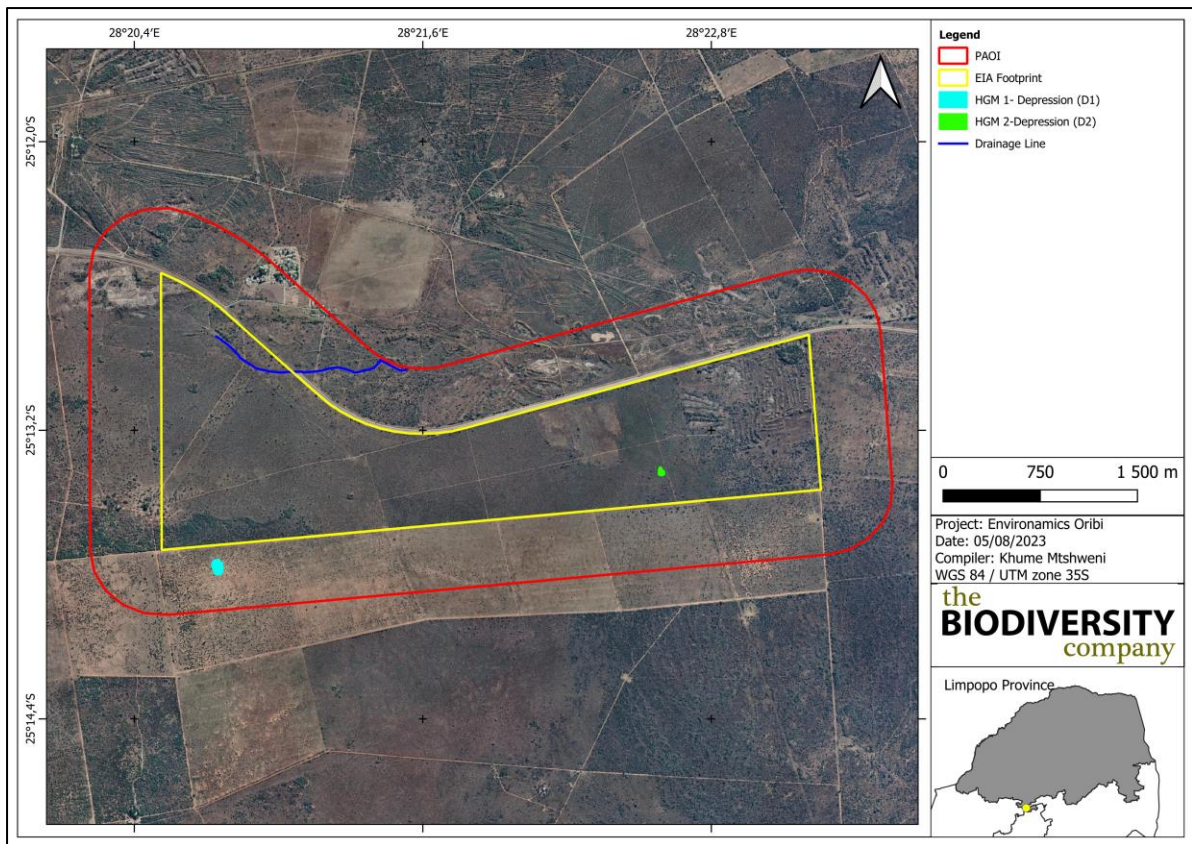 28°20,4'E 28°21,6'E 28°22,8'E
25°12,0'S
25°13,2'S
25°14,4'S
Legend
PAOI
EIA Footprint
HGM 1- Depression (D1)
HGM 2-Depression (D2)
Drainage Line
0 750 1 500 m
Project: Environamics Oribi
Date: 05/08/2023
Compiler: Khume Mtshweni
WGS 84 / UTM zone 35S
the
BIODIVERSITY
company
Limpopo Province